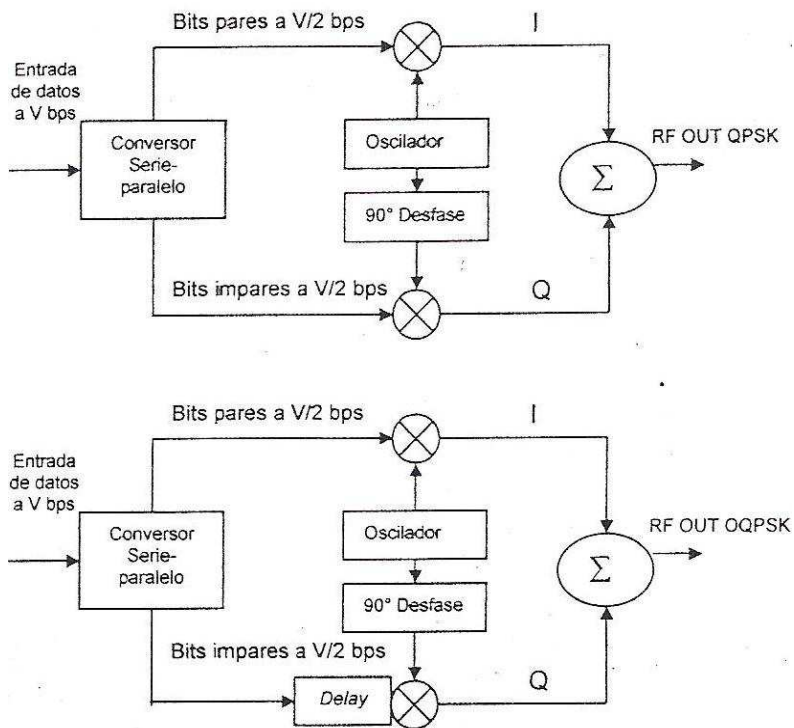 Bits pares a V/2 bps
I
Entrada
de datos
a V bps
Conversor
Serie-
paralelo
Oscilador
RF OUT QPSK
Σ
90° Desfase
Bits impares a V/2 bps
Q
Bits pares a V/2 bps
I
Entrada
de datos
a V bps
Conversor
Serie-
paralelo
Oscilador
RF OUT OQPSK
Σ
90° Desfase
Bits impares a V/2 bps
Delay
Q